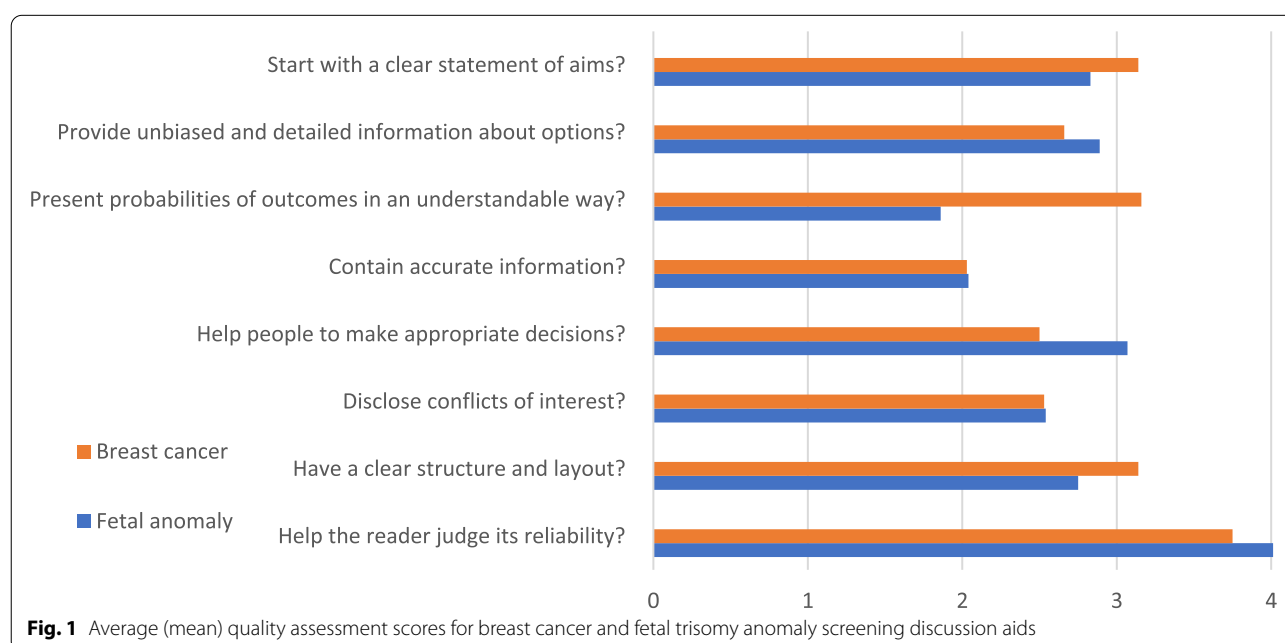 Start with a clear statement of aims?
Provide unbiased and detailed information about options?
Present probabilities of outcomes in an understandable way?
Contain accurate information?
Help people to make appropriate decisions?
Disclose conflicts of interest?
Breast cancer
Have a clear structure and layout?
Fetal anomaly
Help the reader judge its reliability?
0 1 2 3 4
Fig. 1 Average (mean) quality assessment scores for breast cancer and fetal trisomy anomaly screening discussion aids